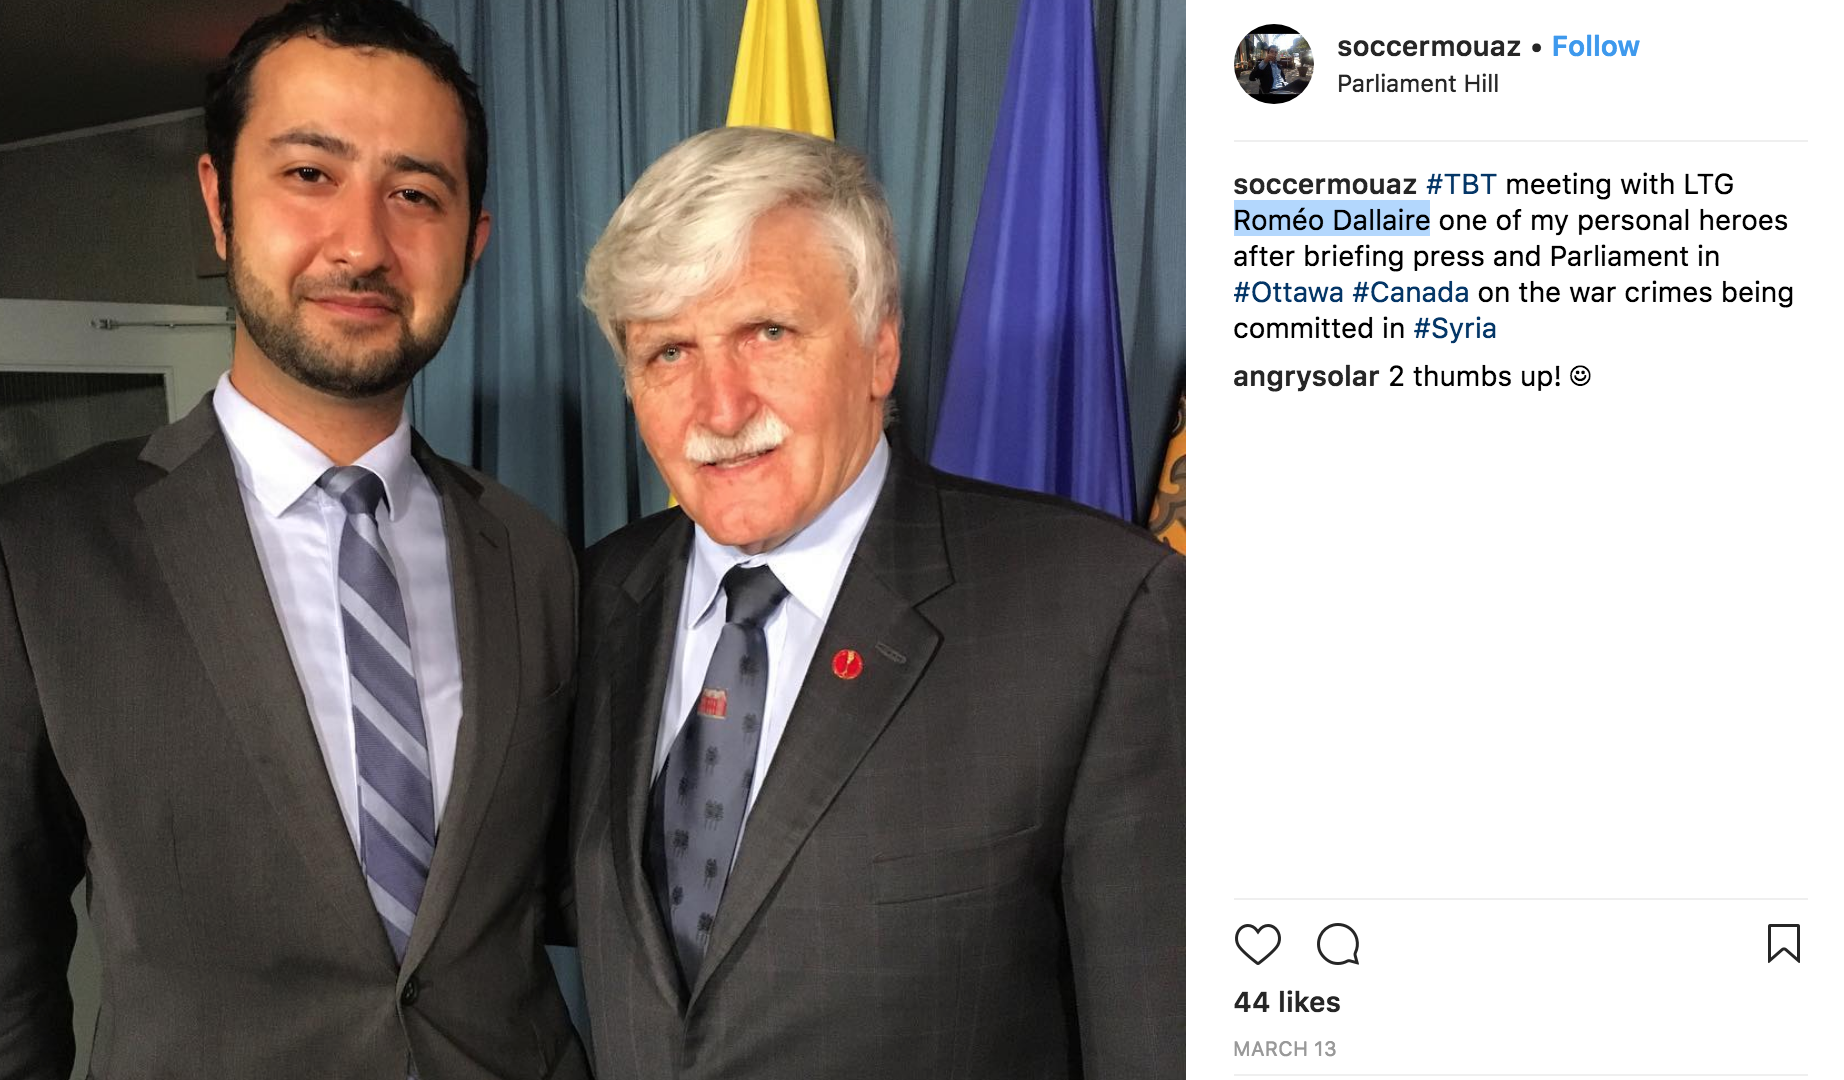 soccermouaz • Follow
Parliament Hill
soccermouaz #TBT meeting with LTG
Roméo Dallaire one of my personal heroes
after briefing press and Parliament in
#Ottawa #Canada on the war crimes being
committed in #Syria
angrysolar 2 thumbs up! ☺
44 likes
MARCH 13